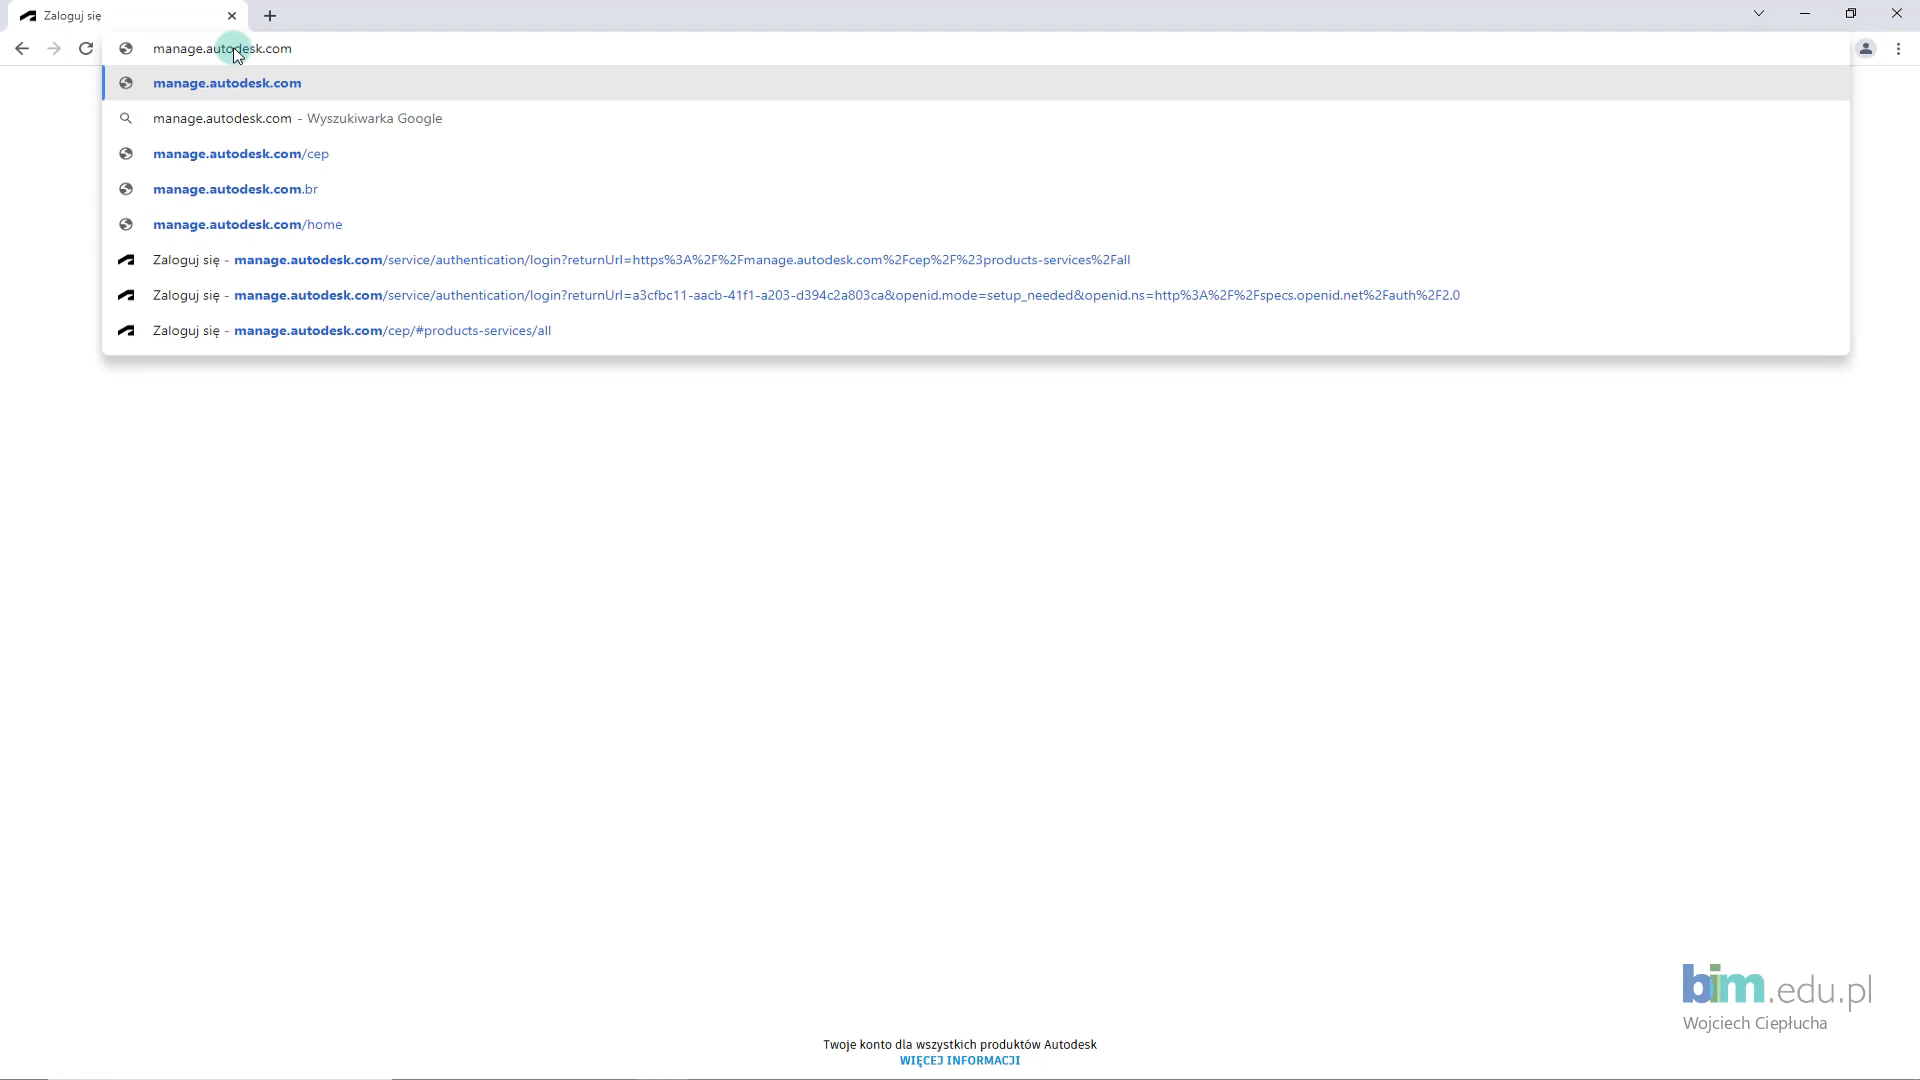 Zaloguj się
manage.autodesk.com
manage.autodesk.com
manage.autodesk.com - Wyszukiwarka Google
manage.autodesk.com/cep
manage.autodesk.com.br
manage.autodesk.com/home
Zaloguj się - manage.autodesk.com/service/authentication/login?returnUrl=https%3A%2F%2Fmanage.autodesk.com%2Fcep%2F%23products-services%2Fall
Zaloguj się - manage.autodesk.com/service/authentication/login?returnUrl=a3cfbc11-aacb-41f1-a203-d394c2a803ca&openid.mode=setup_needed&openid.ns=http%3A%2F%2Fspecs.openid.net%2Fauth%2F2.0
Zaloguj się - manage.autodesk.com/cep/#products-services/all
bim.edu.pl
Wojciech Ciepłucha
Twoje konto dla wszystkich produktów Autodesk
WIĘCEJ INFORMACJI